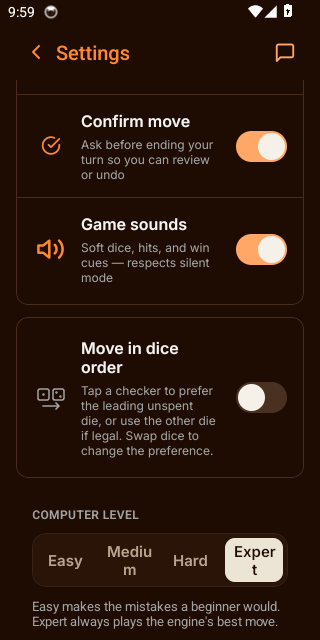 9:59
Settings
Confirm move
Ask before ending your
turn so you can review
or undo
Game sounds
Soft dice, hits, and win
cues — respects silent
mode
Move in dice
order
Tap a checker to prefer
the leading unspent
die, or use the other die
if legal. Swap dice to
change the preference.
COMPUTER LEVEL
Easy
Mediu
m
Hard
Exper
t
Easy makes the mistakes a beginner would.
Expert always plays the engine's best move.